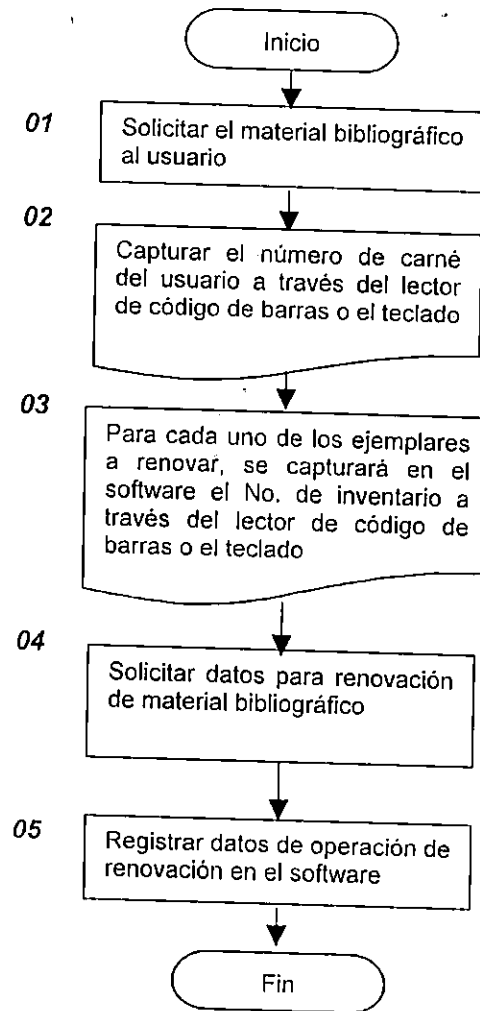 Inicio
01
Solicitar el material bibliográfico
al usuario
02
Capturar el número de carné
del usuario a través del lector
de código de barras o el teclado
03
Para cada uno de los ejemplares
a renovar, se capturará en el
software el No. de inventario a
través del lector de código de
barras o el teclado
04
Solicitar datos para renovación
de material bibliográfico
05
Registrar datos de operación de
renovación en el software
Fin